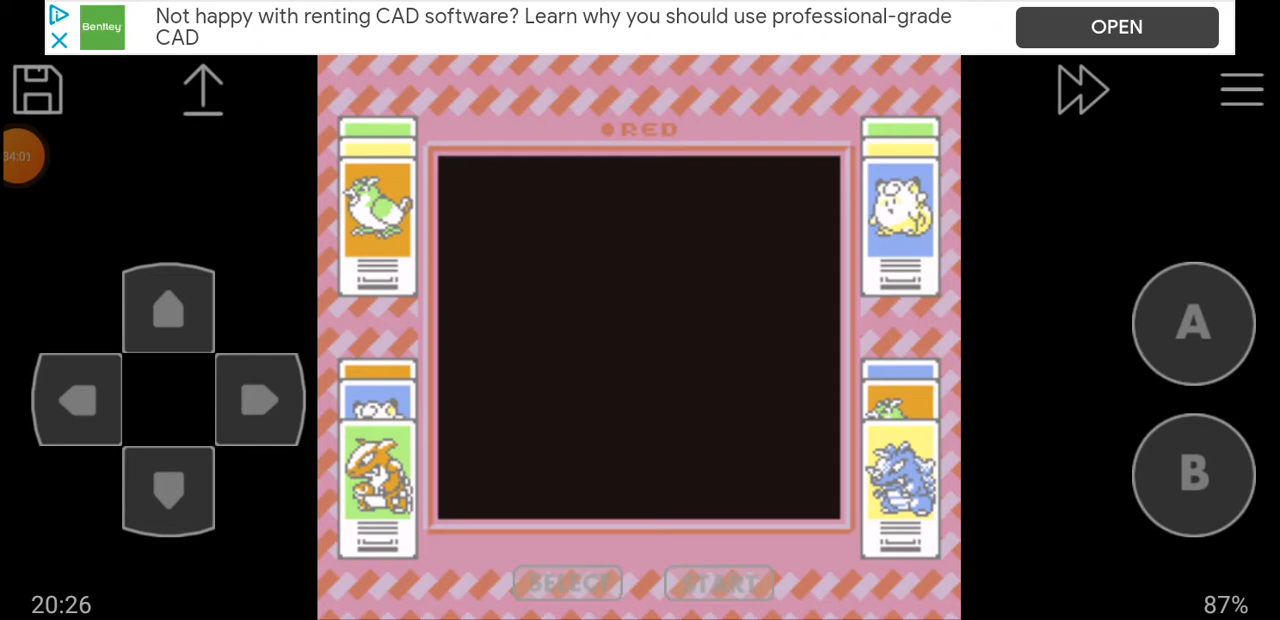 Not happy with renting CAD software? Learn why you should use professional-grade
CAD
Bentley
OPEN
34:01
RED
A
B
SELECT
START
20:26
87%